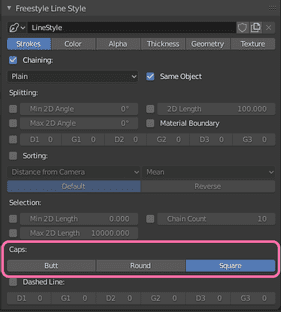 Freestyle Line Style
LineStyle
Strokes Color Alpha Thickness Geometry Texture
Chaining:
Plain Same Object
Splitting:
Min 2D Angle 0° 2D Length 100.000
Max 2D Angle 0° Material Boundary
D1 0 G1 0 D2 0 G2 0 D3 0 G3 0
Sorting:
Distance from Camera Mean
Default Reverse
Selection:
Min 2D Length 0.000 Chain Count 10
Max 2D Length 10000.000
Caps:
Butt Round Square
Dashed Line:
D1 0 G1 0 D2 0 G2 0 D3 0 G3 0